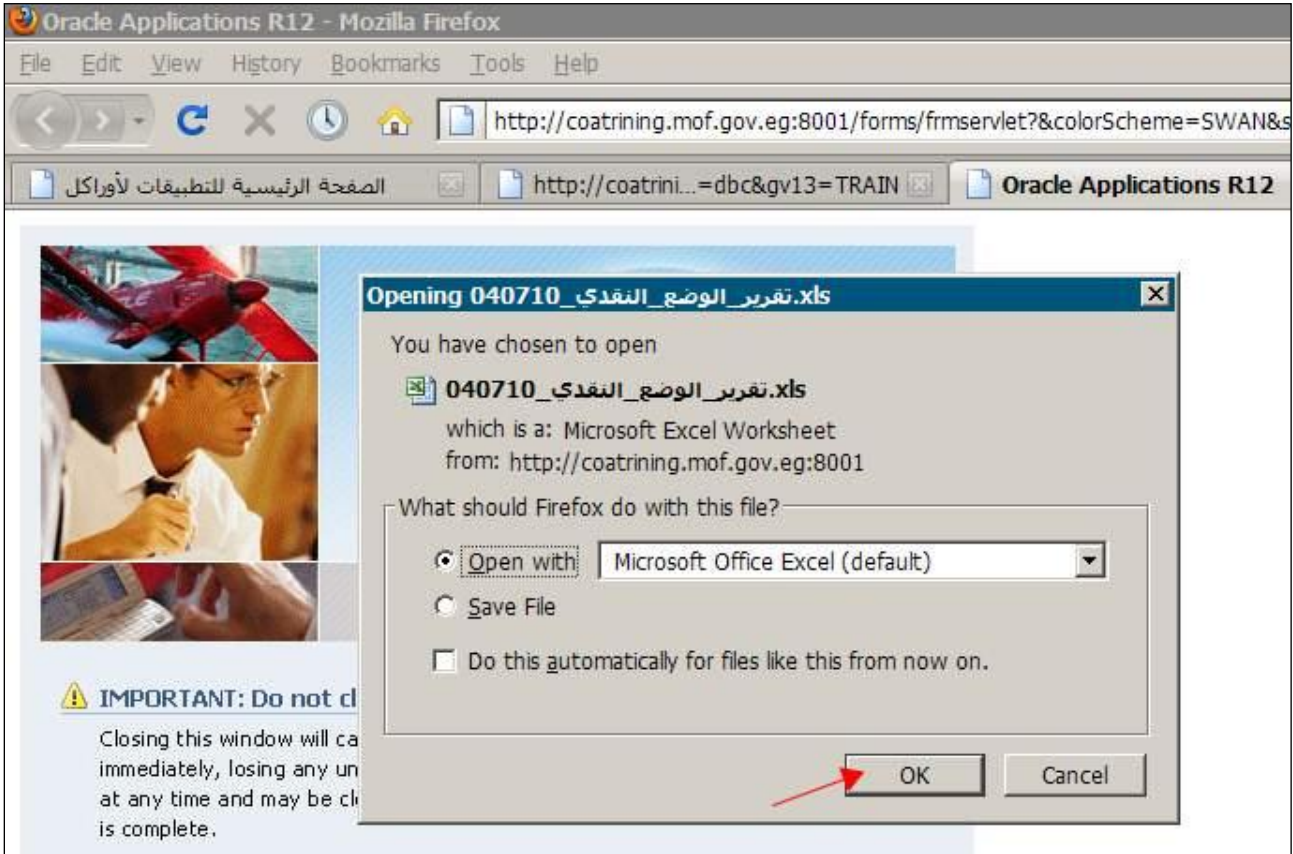 Oracle Applications R12 - Mozilla Firefox
File Edit View History Bookmarks Tools Help
http://coatrining.mof.gov.eg:8001/forms/frmservlet?&colorScheme=SWAN&s
الصفحة الرئيسية للتطبيقات لأوراكل
http://coatrini...=dbc&gv13=TRAIN
Oracle Applications R12
Opening 040710_تقرير_الوضع_النقدي.xls
You have chosen to open
040710_تقرير_الوضع_النقدي.xls
which is a: Microsoft Excel Worksheet
from: http://coatrining.mof.gov.eg:8001
What should Firefox do with this file?
Open with Microsoft Office Excel (default)
Save File
Do this automatically for files like this from now on.
OK Cancel
IMPORTANT: Do not cl
Closing this window will ca
immediately, losing any un
at any time and may be cl
is complete.